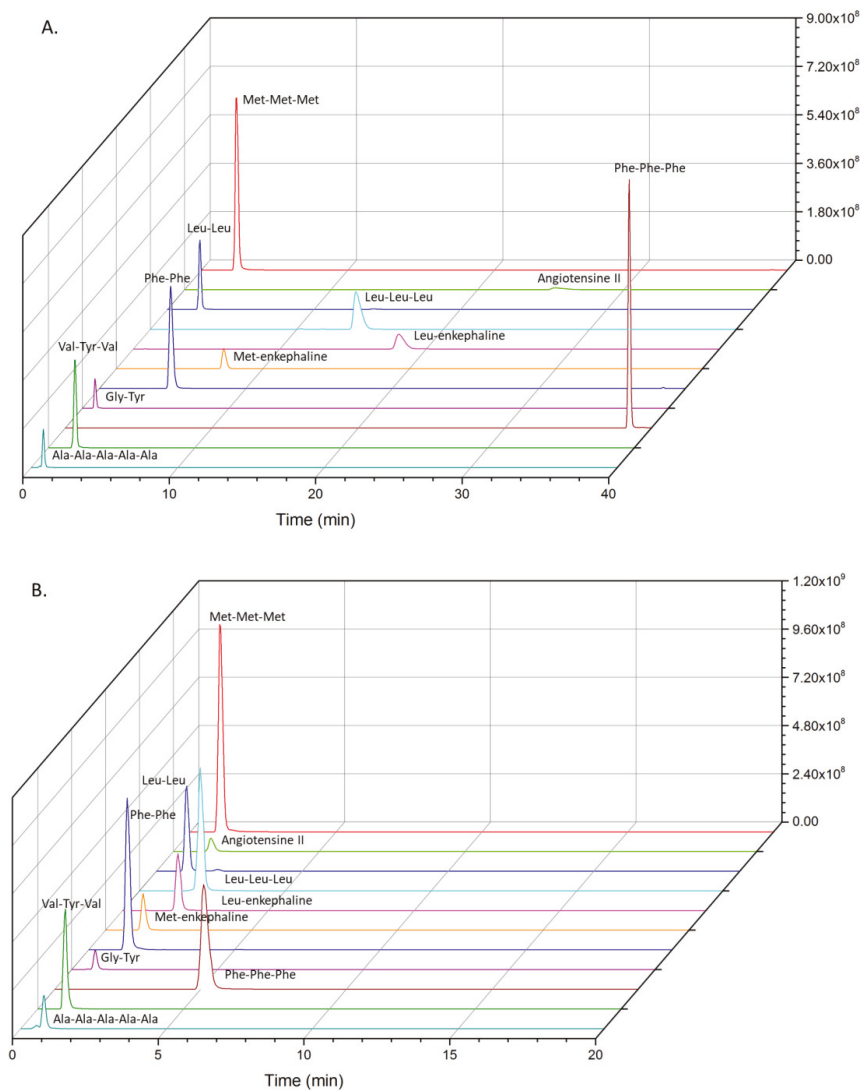 A.
9.00x10⁸
7.20x10⁸
5.40x10⁸
3.60x10⁸
1.80x10⁸
0.00
Met-Met-Met
Phe-Phe-Phe
Leu-Leu
Angiotensine II
Phe-Phe
Leu-Leu-Leu
Leu-enkephaline
Val-Tyr-Val
Met-enkephaline
Gly-Tyr
Ala-Ala-Ala-Ala-Ala
0 10 20 30 40
Time (min)
B.
1.20x10⁹
9.60x10⁸
7.20x10⁸
4.80x10⁸
2.40x10⁸
0.00
Met-Met-Met
Leu-Leu
Phe-Phe
Angiotensine II
Leu-Leu-Leu
Val-Tyr-Val
Leu-enkephaline
Met-enkephaline
Gly-Tyr
Phe-Phe-Phe
Ala-Ala-Ala-Ala-Ala
0 5 10 15 20
Time (min)